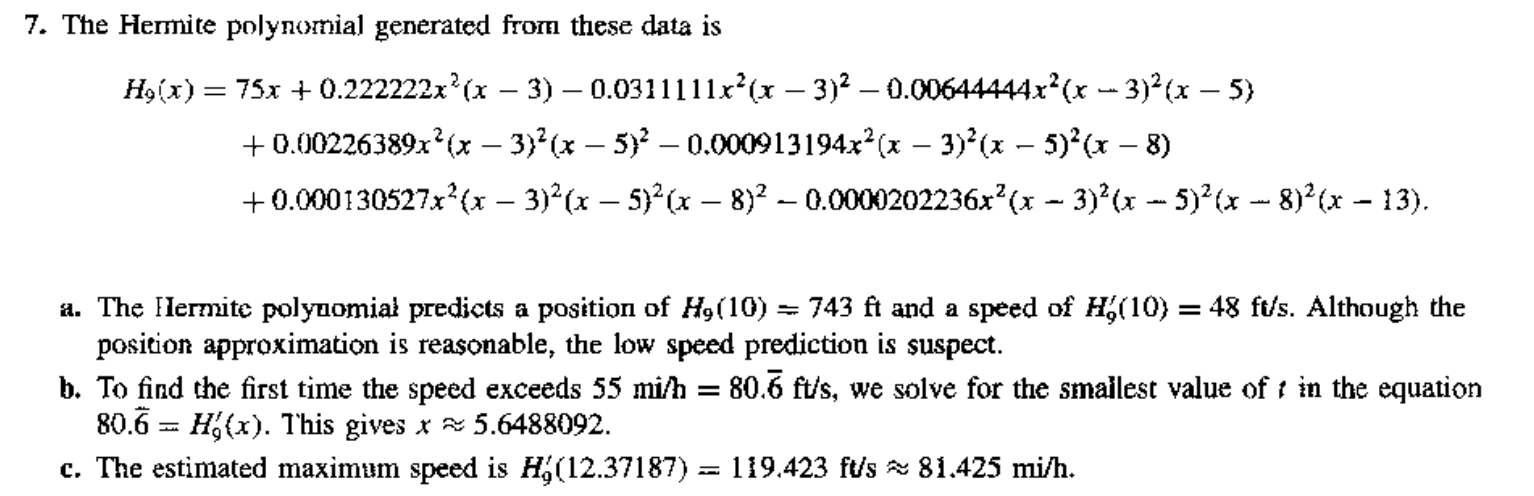 7. The Hermite polynomial generated from these data is
H₉(x) = 75x + 0.222222x²(x − 3) − 0.0311111x²(x − 3)² − 0.00644444x²(x − 3)²(x − 5)
+ 0.00226389x²(x − 3)²(x − 5)² − 0.000913194x²(x − 3)²(x − 5)²(x − 8)
+ 0.000130527x²(x − 3)²(x − 5)²(x − 8)² − 0.0000202236x²(x − 3)²(x − 5)²(x − 8)²(x − 13).
a. The Hermite polynomial predicts a position of H₉(10) = 743 ft and a speed of H₉′(10) = 48 ft/s. Although the
position approximation is reasonable, the low speed prediction is suspect.
b. To find the first time the speed exceeds 55 mi/h = 80.6̅ ft/s, we solve for the smallest value of t in the equation
80.6̅ = H₉′(x). This gives x ≈ 5.6488092.
c. The estimated maximum speed is H₉′(12.37187) = 119.423 ft/s ≈ 81.425 mi/h.